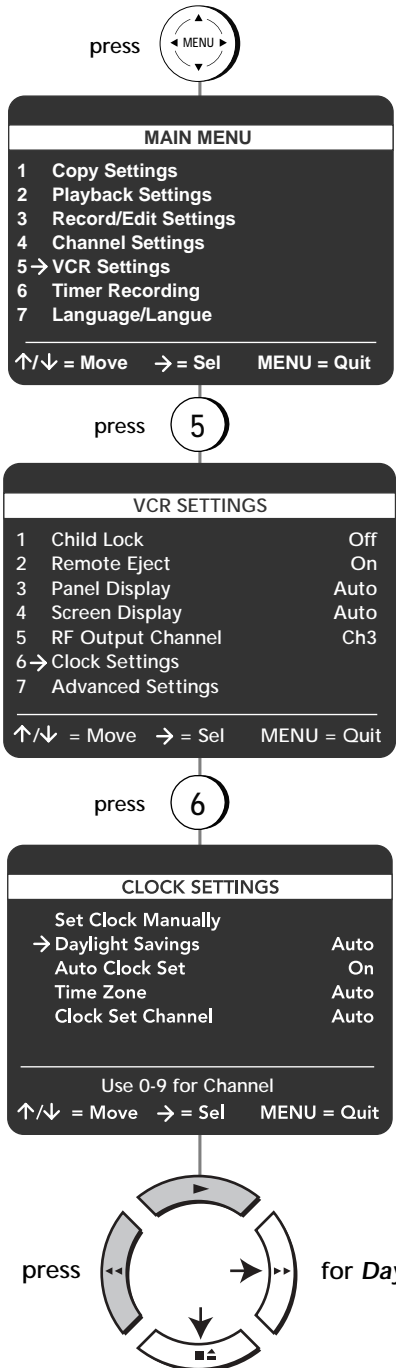 press ◄ MENU ►
MAIN MENU
1 Copy Settings
2 Playback Settings
3 Record/Edit Settings
4 Channel Settings
5 → VCR Settings
6 Timer Recording
7 Language/Langue
↑/↓ = Move → = Sel MENU = Quit
press 5
VCR SETTINGS
1 Child Lock Off
2 Remote Eject On
3 Panel Display Auto
4 Screen Display Auto
5 RF Output Channel Ch3
6 → Clock Settings
7 Advanced Settings
↑/↓ = Move → = Sel MENU = Quit
press 6
CLOCK SETTINGS
Set Clock Manually
→ Daylight Savings Auto
Auto Clock Set On
Time Zone Auto
Clock Set Channel Auto
Use 0-9 for Channel
↑/↓ = Move → = Sel MENU = Quit
press for Day